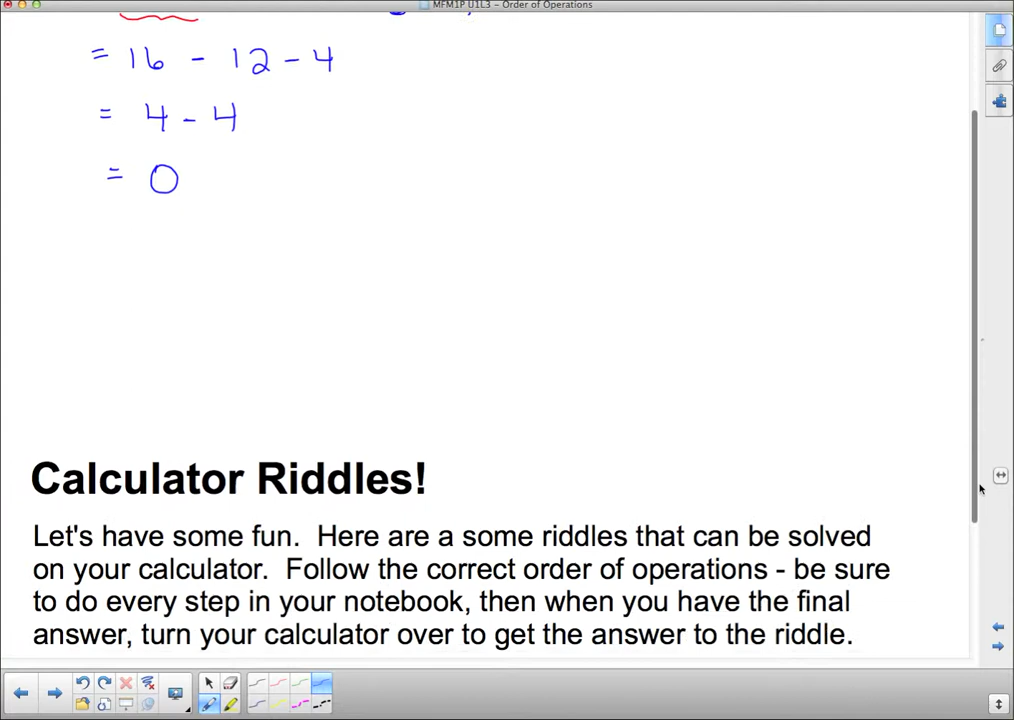 MFM1P U1L3 – Order of Operations
= 16 - 12 - 4
= 4 - 4
= 0
Calculator Riddles!
Let's have some fun.  Here are a some riddles that can be solved
on your calculator.  Follow the correct order of operations - be sure
to do every step in your notebook, then when you have the final
answer, turn your calculator over to get the answer to the riddle.